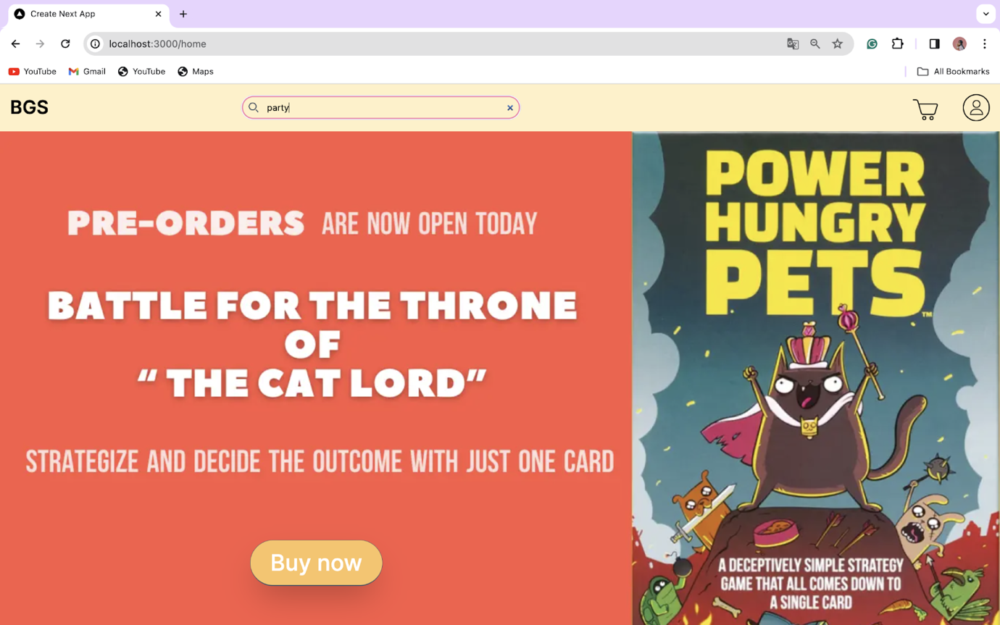 Create Next App
localhost:3000/home
YouTube
Gmail
YouTube
Maps
All Bookmarks
BGS
party
PRE-ORDERS ARE NOW OPEN TODAY
BATTLE FOR THE THRONE
OF
“ THE CAT LORD”
STRATEGIZE AND DECIDE THE OUTCOME WITH JUST ONE CARD
Buy now
POWER
HUNGRY
PETS™
A DECEPTIVELY SIMPLE STRATEGY
GAME THAT ALL COMES DOWN TO
A SINGLE CARD